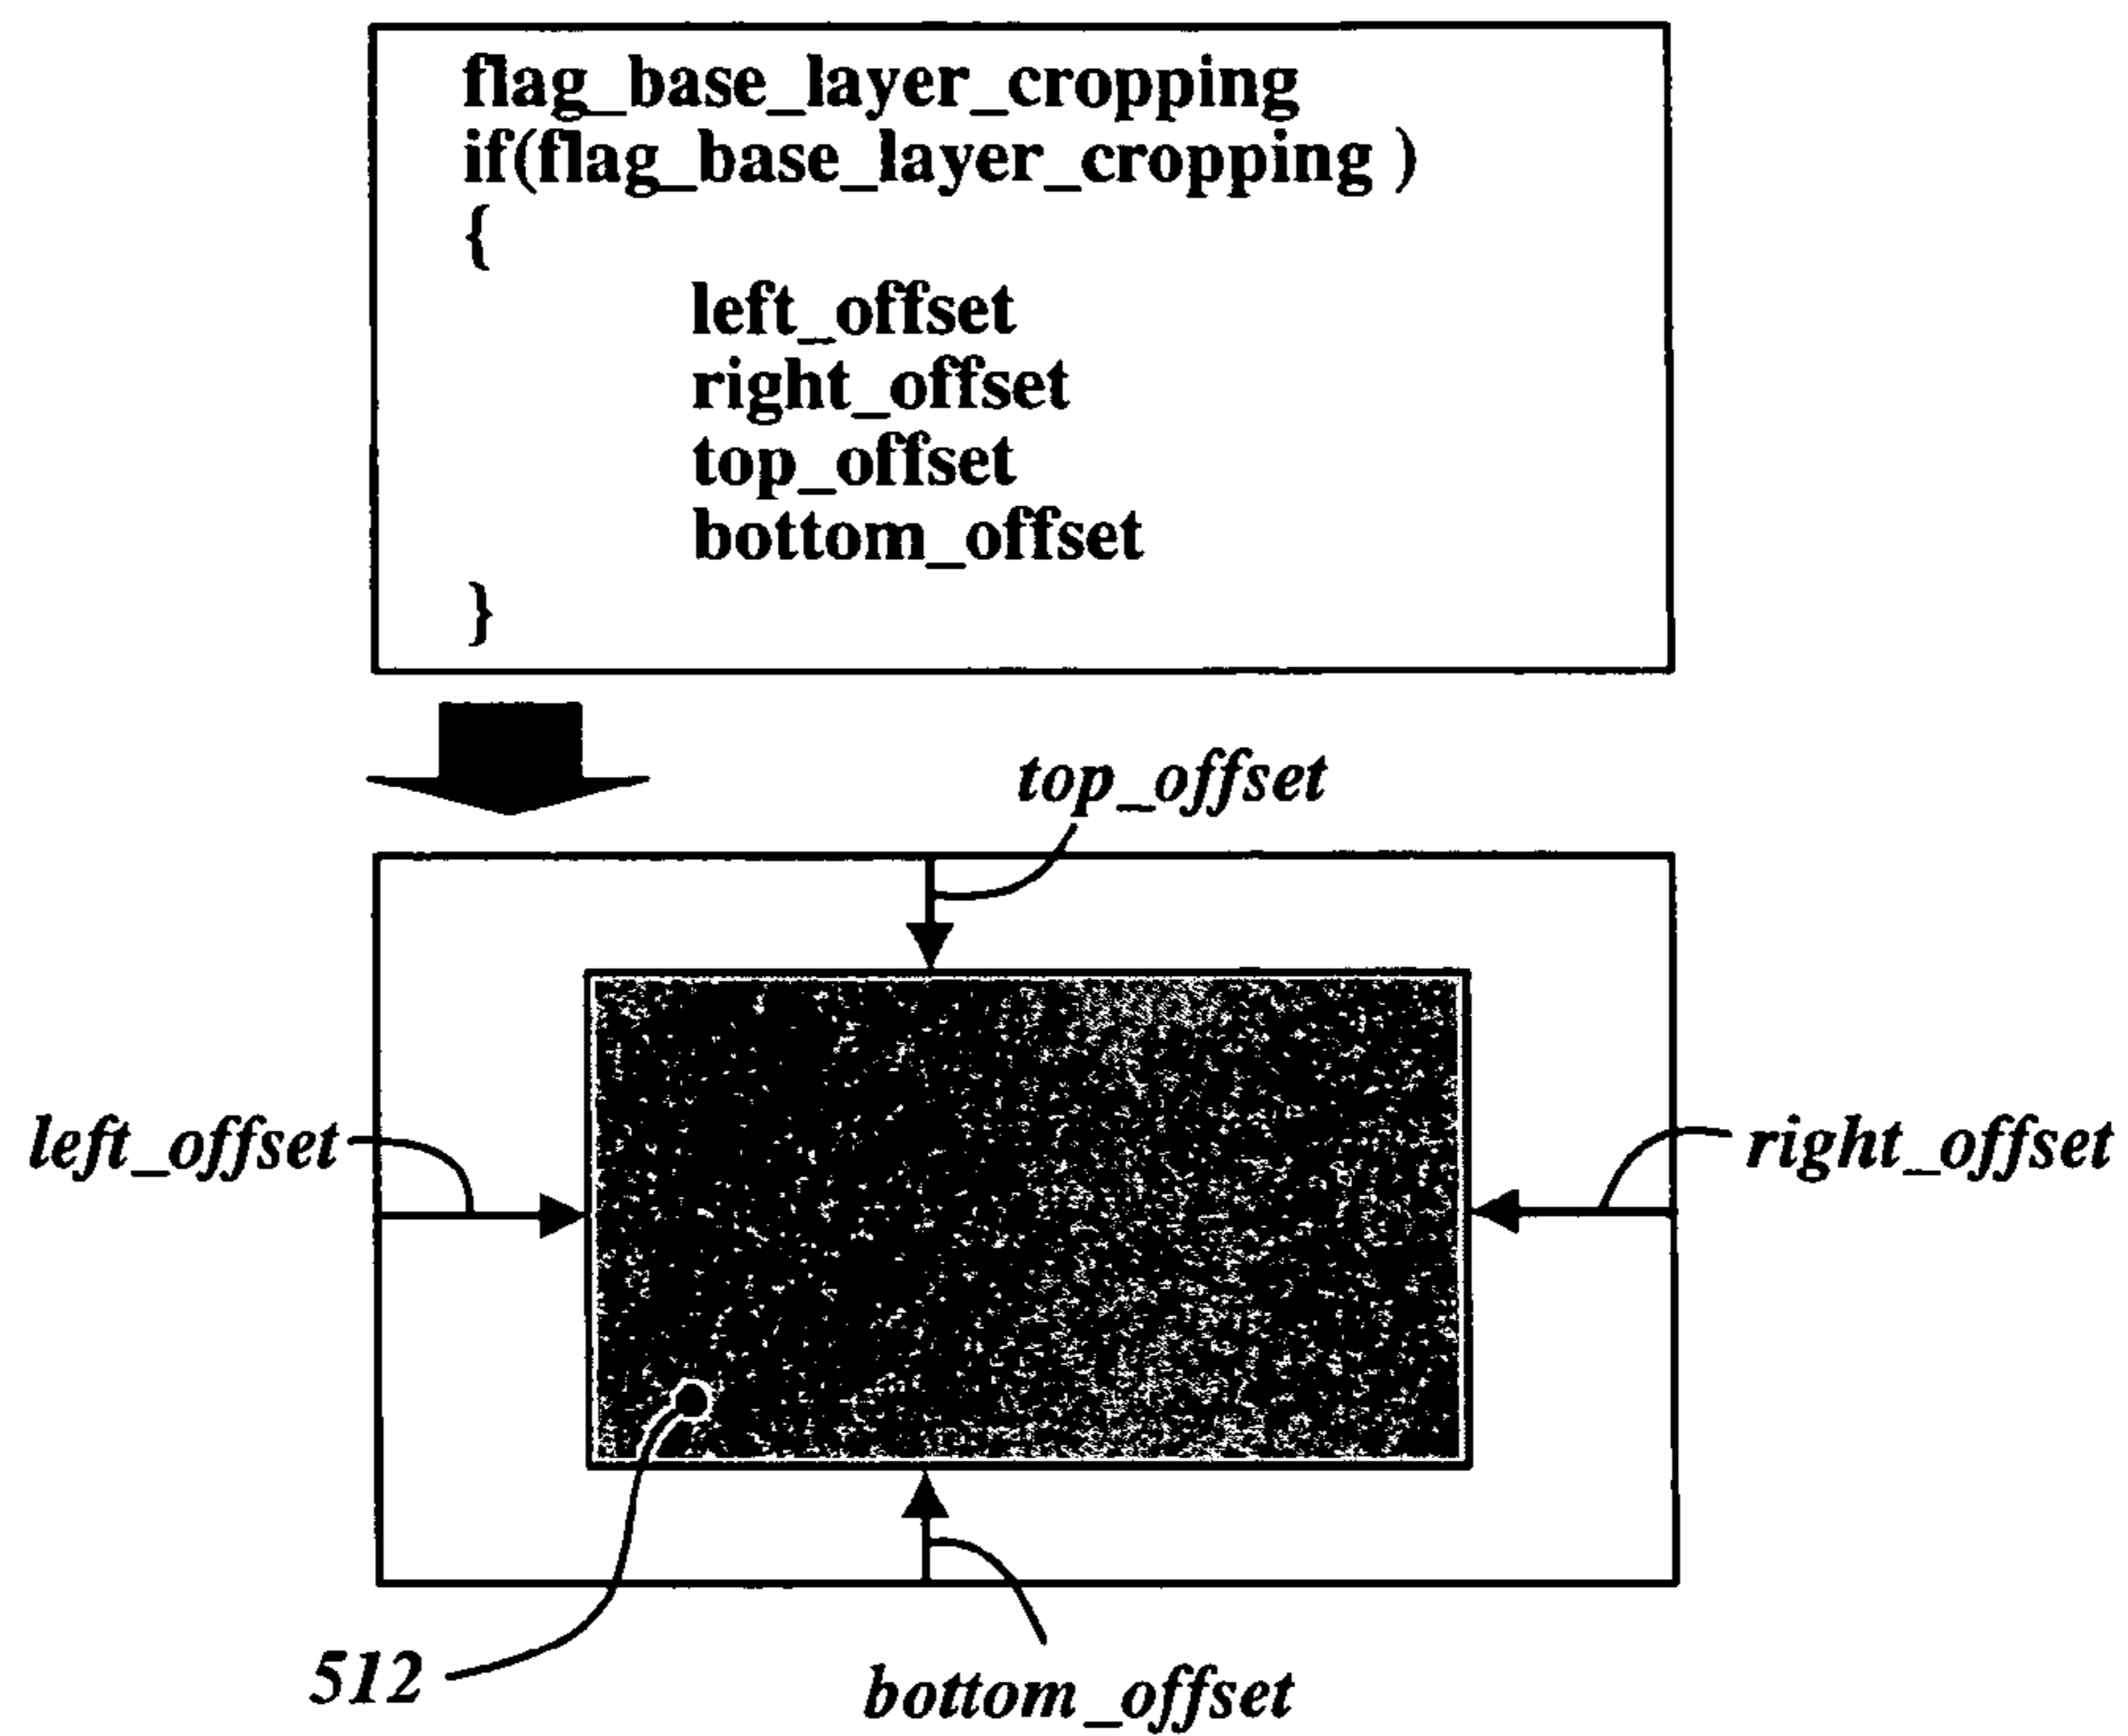 flag_base_layer_cropping
if(flag_base_layer_cropping )
{
left_offset
right_offset
top_offset
bottom_offset
}
top_offset
left_offset
right_offset
512
bottom_offset